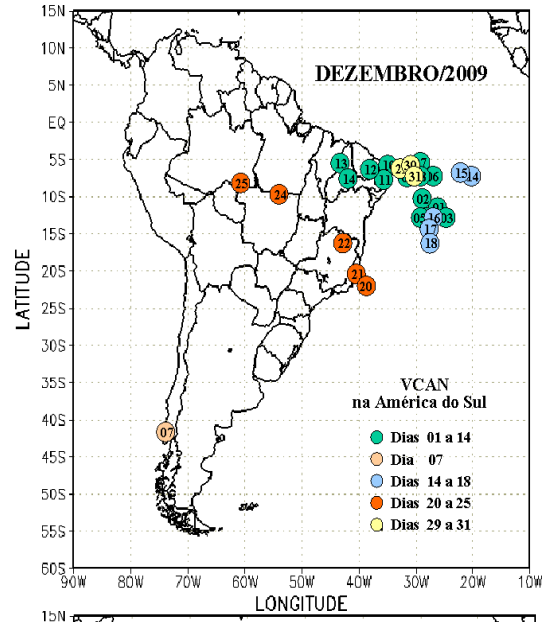 15N
DEZEMBRO/2009
10N
5N
EQ
5S
13
12
11
14
06
15
14
25
24
10S
02
03
05
16
03
17
15S
22
18
20S
21
20
25S
30S
35S
VCAN
na América do Sul
40S
07
Dias 01 a 14
45S
Dia 07
Dias 14 a 18
50S
Dias 20 a 25
55S
Dias 29 a 31
60S
90W 80W 70W 60W 50W 40W 30W 20W 10W
LATITUDE
LONGITUDE
30
31
15N